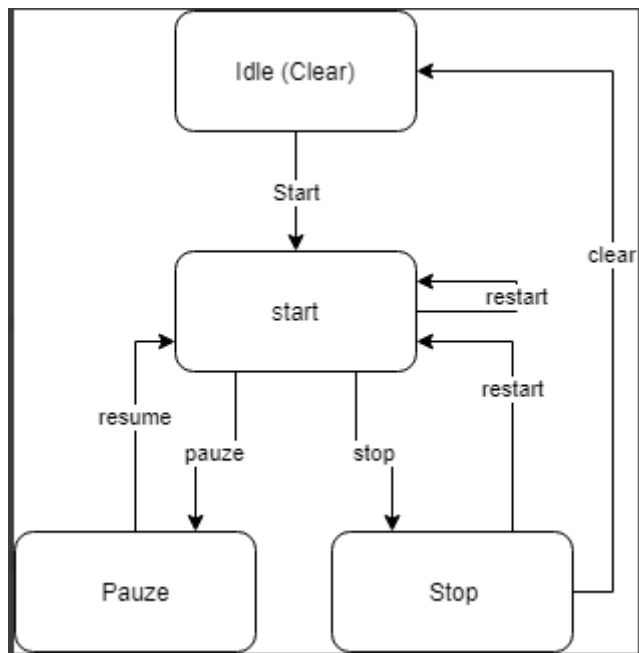 Idle (Clear)
Start
clear
start
restart
resume
restart
pauze
stop
Pauze
Stop